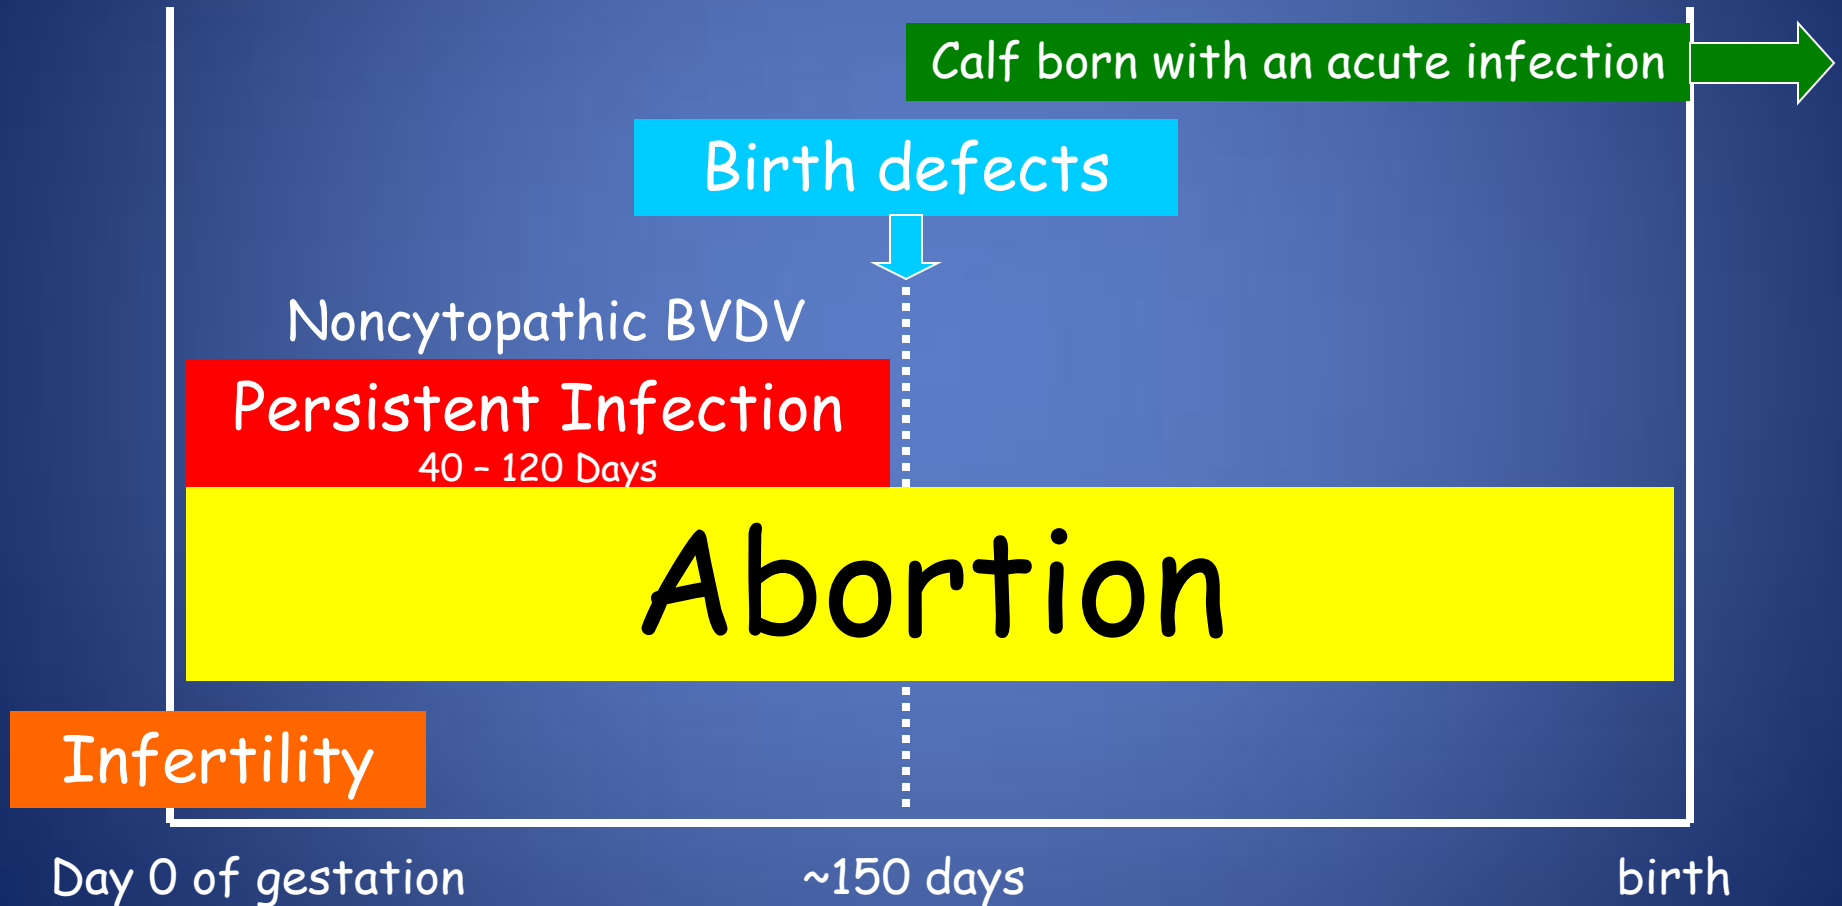 Calf born with an acute infection
Birth defects
Noncytopathic BVDV
Persistent Infection
40 – 120 Days
Abortion
Infertility
Day 0 of gestation
~150 days
birth